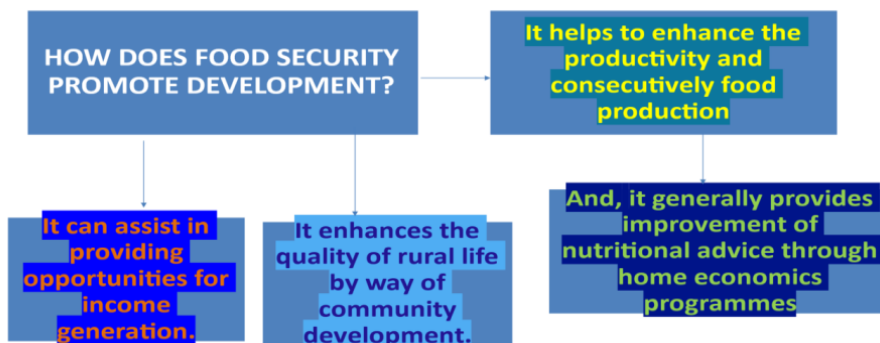 HOW DOES FOOD SECURITY
PROMOTE DEVELOPMENT?
It helps to enhance the
productivity and
consecutively food
production
It can assist in
providing
opportunities for
income
generation.
It enhances the
quality of rural life
by way of
community
development.
And, it generally provides
improvement of
nutritional advice through
home economics
programmes